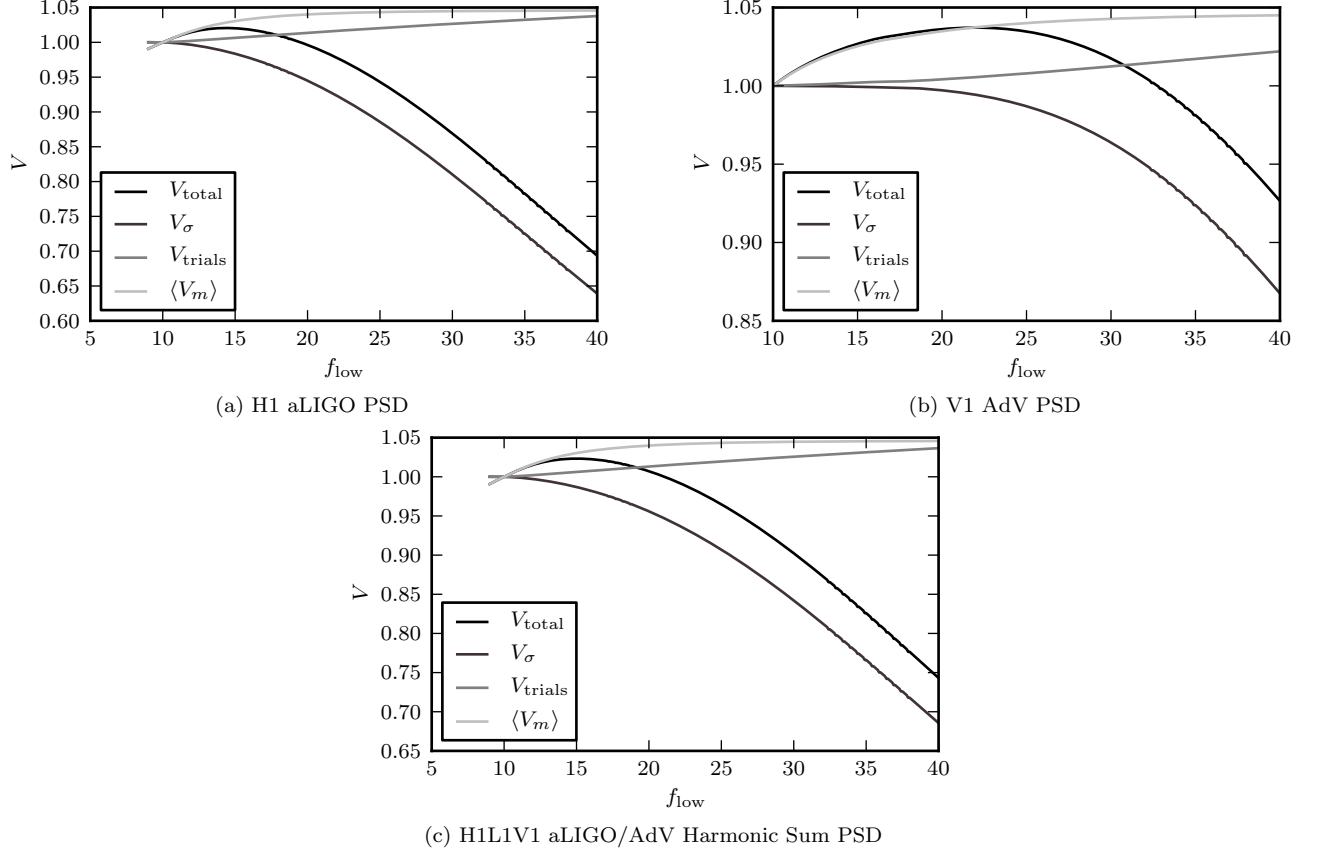 1.05
1.00
0.95
0.90
0.85
0.80
0.75
0.70
0.65
0.60
V
5 10 15 20 25 30 35 40
f_low
V_total
V_σ
V_trials
⟨V_m⟩
(a) H1 aLIGO PSD
1.05
1.00
0.95
0.90
0.85
V
10 15 20 25 30 35 40
f_low
V_total
V_σ
V_trials
⟨V_m⟩
(b) V1 AdV PSD
1.05
1.00
0.95
0.90
0.85
0.80
0.75
0.70
0.65
V
5 10 15 20 25 30 35 40
f_low
V_total
V_σ
V_trials
⟨V_m⟩
(c) H1L1V1 aLIGO/AdV Harmonic Sum PSD